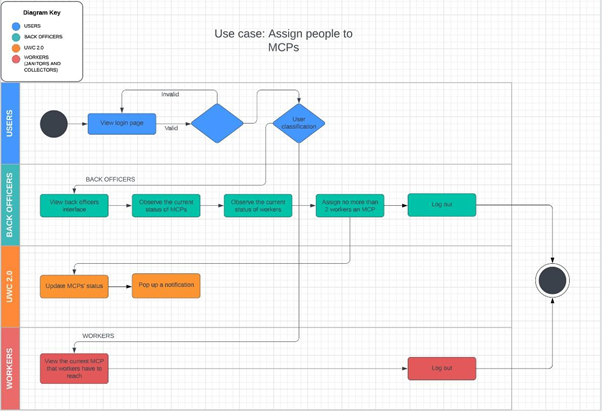 Diagram Key
USERS
BACK OFFICERS
UWC 2.0
WORKERS
(JANITORS AND
COLLECTORS)
Use case: Assign people to
MCPs
USERS
Invalid
View login page
Valid
User
classification
BACK OFFICERS
BACK OFFICERS
View back officers
interface
Observe the current
status of MCPs
Observe the current
status of workers
Assign no more than
2 workers an MCP
Log out
UWC 2.0
Update MCPs' status
Pop up a notification
WORKERS
WORKERS
View the current MCP
that workers have to
reach
Log out